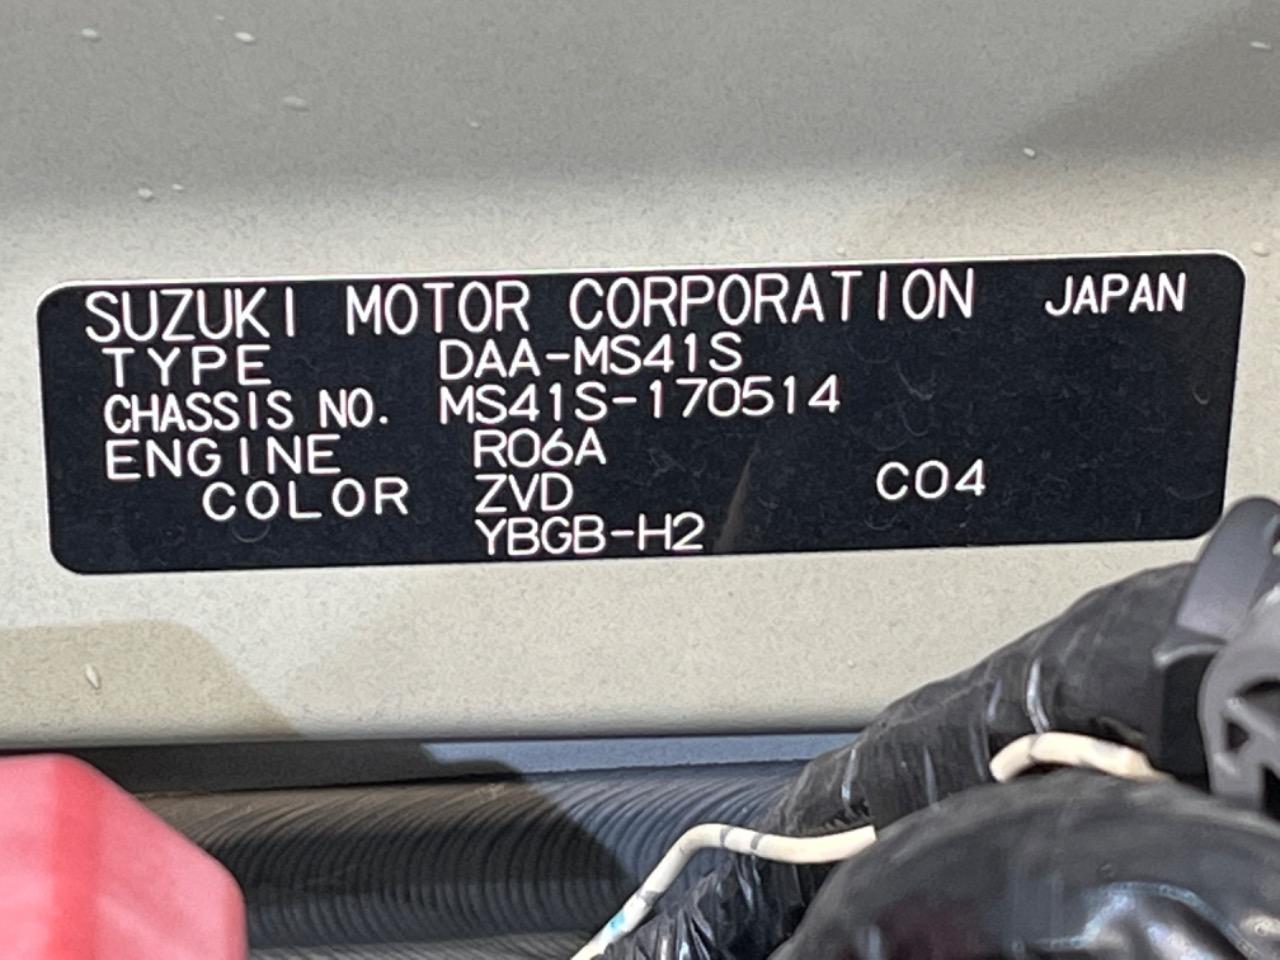 SUZUKI MOTOR CORPORATION JAPAN
TYPE DAA-MS41S
CHASSIS NO. MS41S-170514
ENGINE R06A
COLOR ZVD C04
YBGB-H2